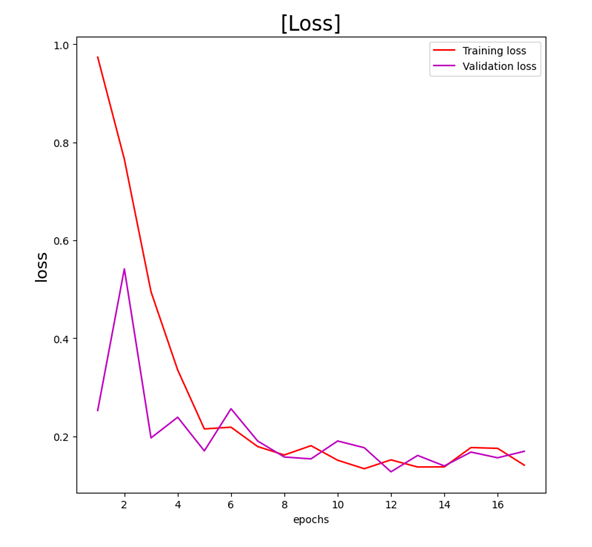 [Loss]
Training loss
Validation loss
1.0
0.8
0.6
0.4
0.2
loss
2 4 6 8 10 12 14 16
epochs